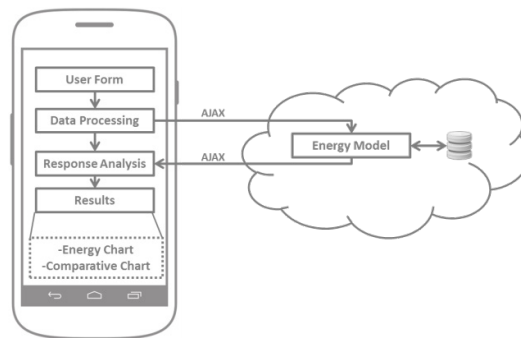 User Form
Data Processing
AJAX
Energy Model
AJAX
Response Analysis
Results
-Energy Chart
-Comparative Chart